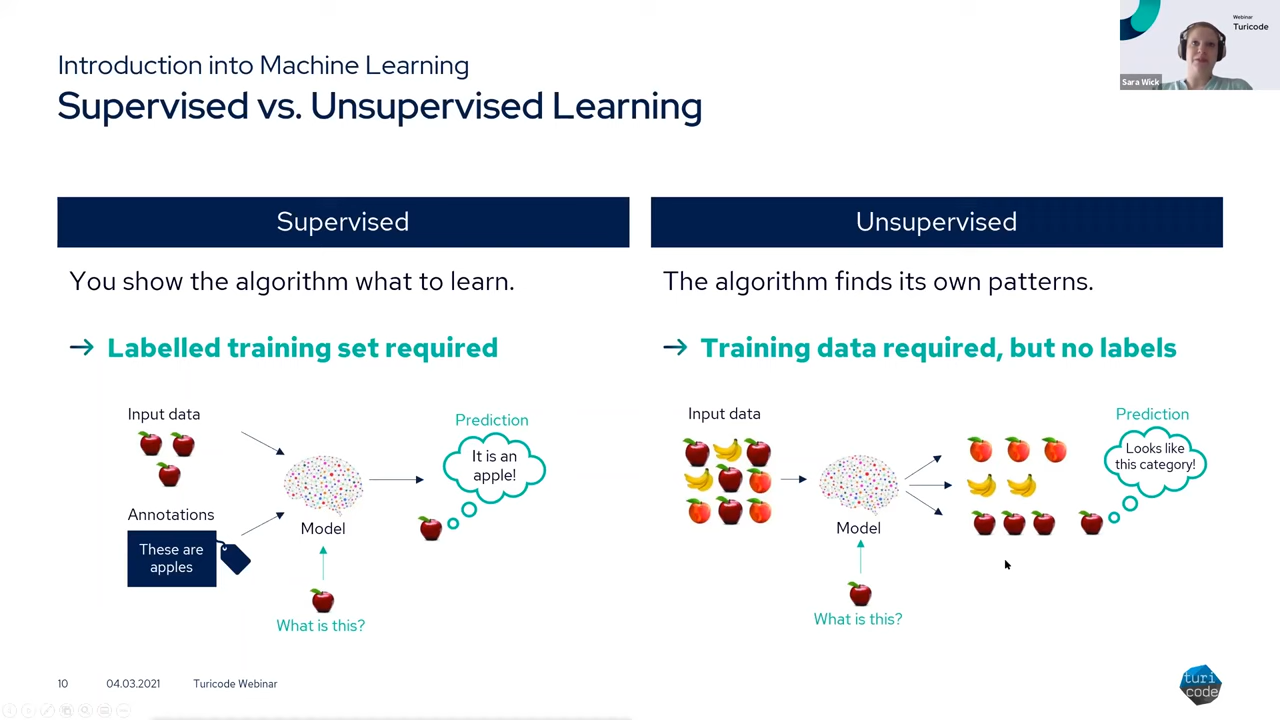 Webinar
Turicode
Sara Wick
Introduction into Machine Learning
Supervised vs. Unsupervised Learning
Supervised
You show the algorithm what to learn.
→ Labelled training set required
Input data
Annotations
These are
apples
Model
What is this?
Prediction
It is an
apple!
Unsupervised
The algorithm finds its own patterns.
→ Training data required, but no labels
Input data
Model
What is this?
Prediction
Looks like
this category!
10
04.03.2021
Turicode Webinar
turi
code